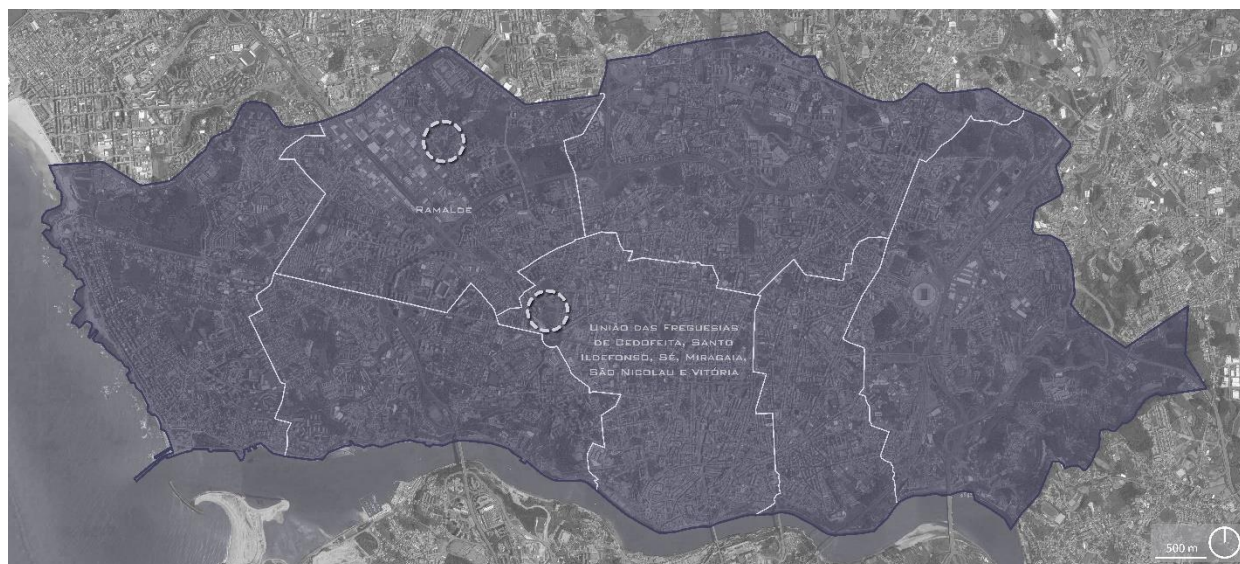 Ramalde
União das Freguesias
de Cedofeita, Santo
Ildefonso, Sé, Miragaia,
São Nicolau e Vitória
500 m